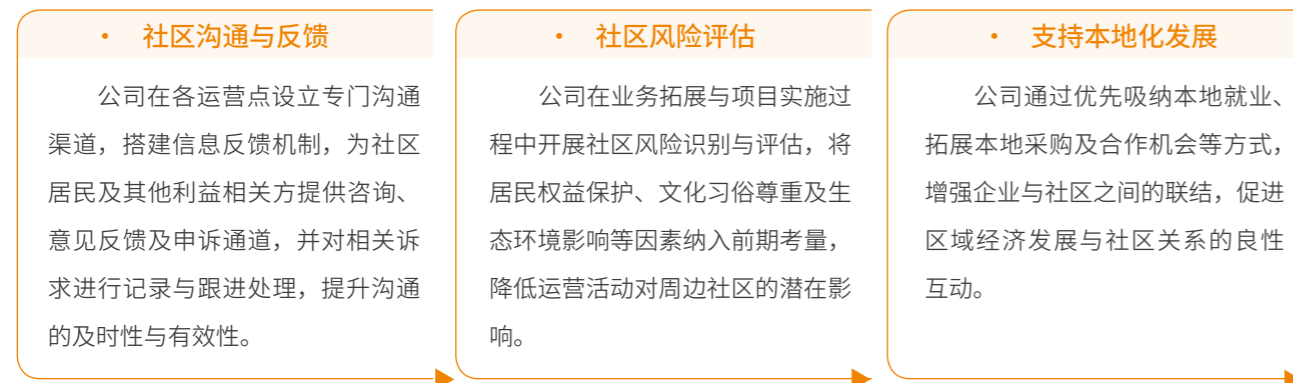 • 社区沟通与反馈
公司在各运营点设立专门沟通
渠道，搭建信息反馈机制，为社区
居民及其他利益相关方提供咨询、
意见反馈及申诉通道，并对相关诉
求进行记录与跟进处理，提升沟通
的及时性与有效性。
• 社区风险评估
公司在业务拓展与项目实施过
程中开展社区风险识别与评估，将
居民权益保护、文化习俗尊重及生
态环境影响等因素纳入前期考量，
降低运营活动对周边社区的潜在影
响。
• 支持本地化发展
公司通过优先吸纳本地就业、
拓展本地采购及合作机会等方式，
增强企业与社区之间的联结，促进
区域经济发展与社区关系的良性
互动。